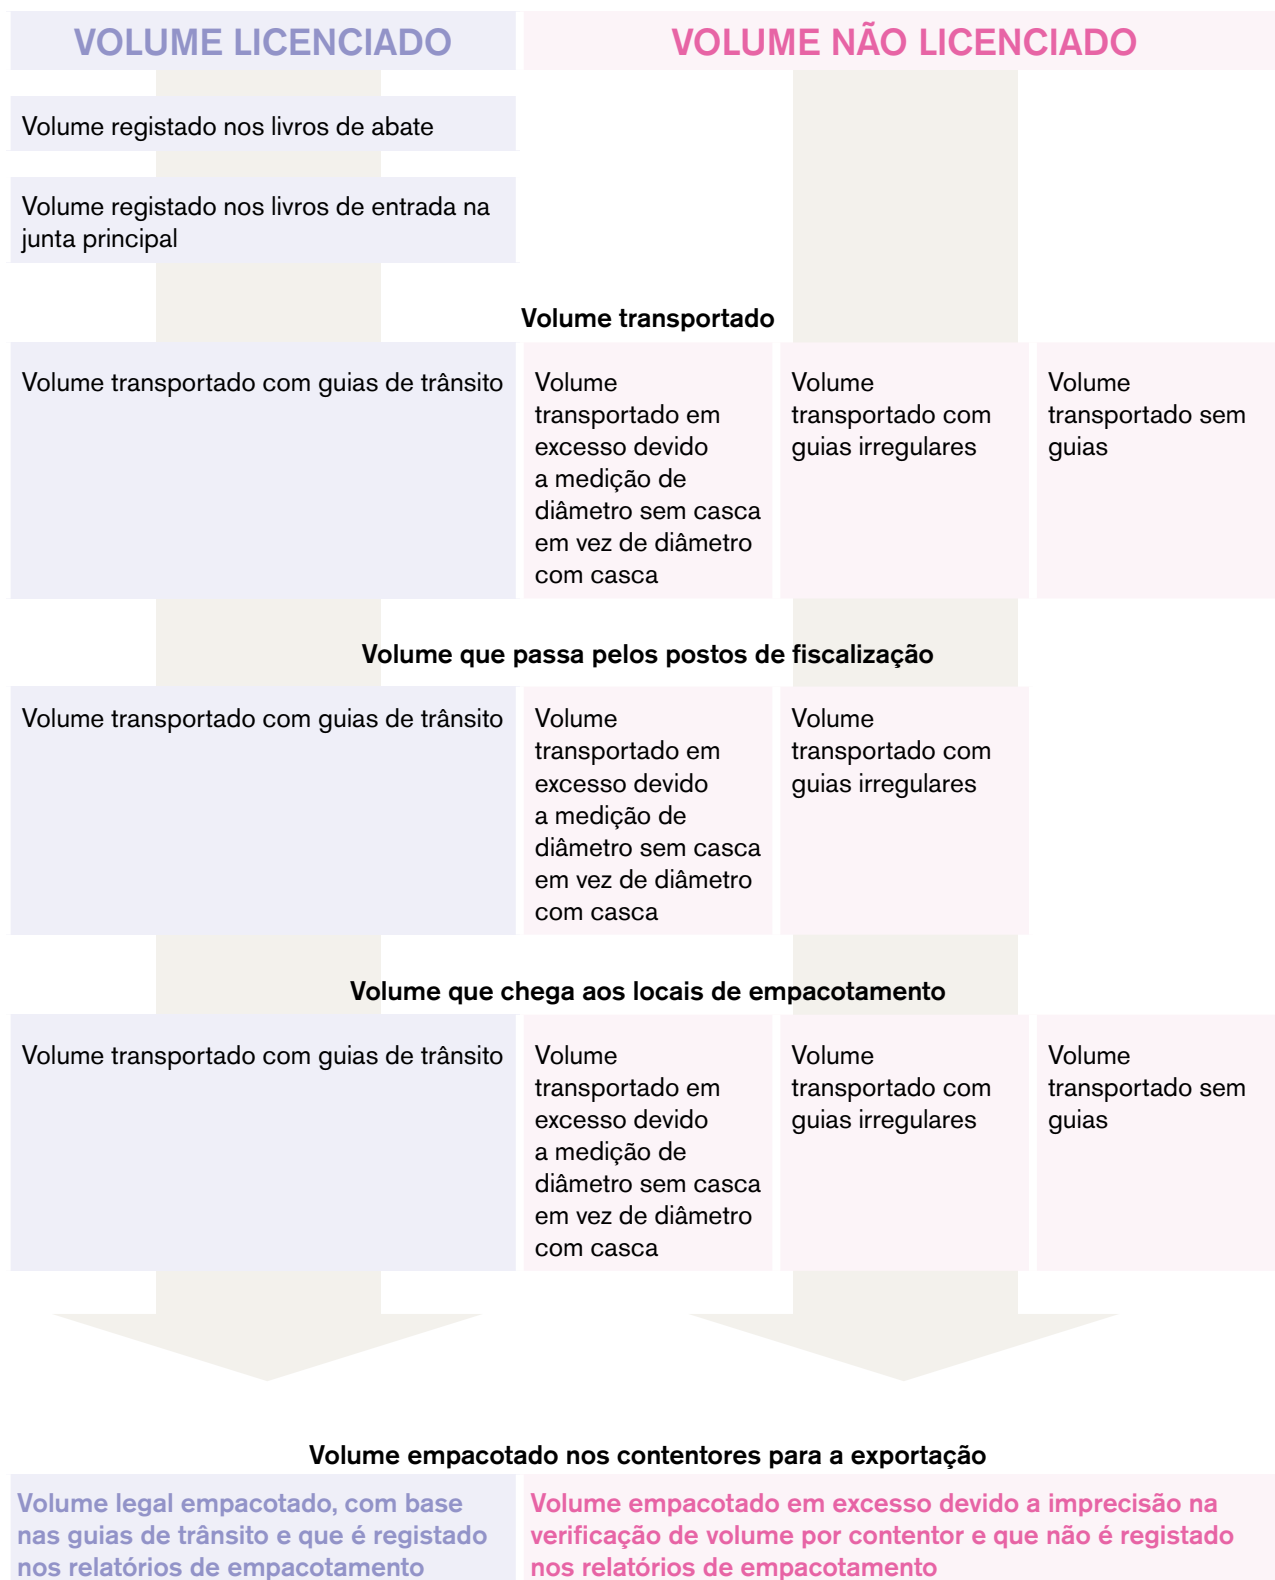 VOLUME LICENCIADO
VOLUME NÃO LICENCIADO
Volume registado nos livros de abate
Volume registado nos livros de entrada na
junta principal
Volume transportado
Volume transportado com guias de trânsito
Volume
transportado em
excesso devido
a medição de
diâmetro sem casca
em vez de diâmetro
com casca
Volume
transportado com
guias irregulares
Volume
transportado sem
guias
Volume que passa pelos postos de fiscalização
Volume transportado com guias de trânsito
Volume
transportado em
excesso devido
a medição de
diâmetro sem casca
em vez de diâmetro
com casca
Volume
transportado com
guias irregulares
Volume que chega aos locais de empacotamento
Volume transportado com guias de trânsito
Volume
transportado em
excesso devido
a medição de
diâmetro sem casca
em vez de diâmetro
com casca
Volume
transportado com
guias irregulares
Volume
transportado sem
guias
Volume empacotado nos contentores para a exportação
Volume legal empacotado, com base
nas guias de trânsito e que é registado
nos relatórios de empacotamento
Volume empacotado em excesso devido a imprecisão na
verificação de volume por contentor e que não é registado
nos relatórios de empacotamento